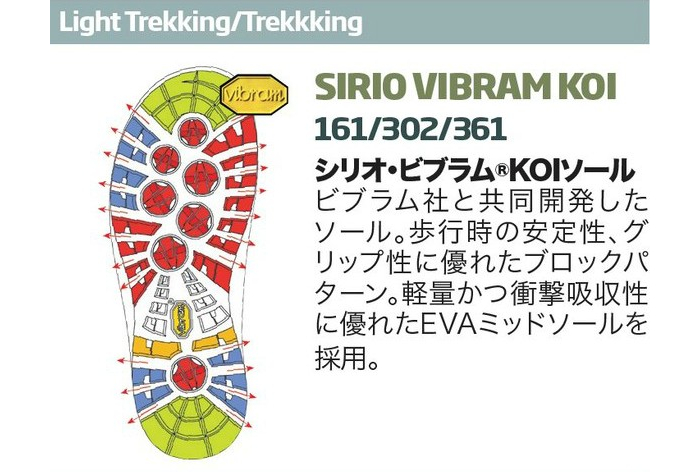 Light Trekking/Trekkking
vibram
SIRIO VIBRAM KOI
161/302/361
シリオ・ビブラム®KOIソール
ビブラム社と共同開発した
ソール。歩行時の安定性、グ
リップ性に優れたブロックパ
ターン。軽量かつ衝撃吸収性
に優れたEVAミッドソールを
採用。